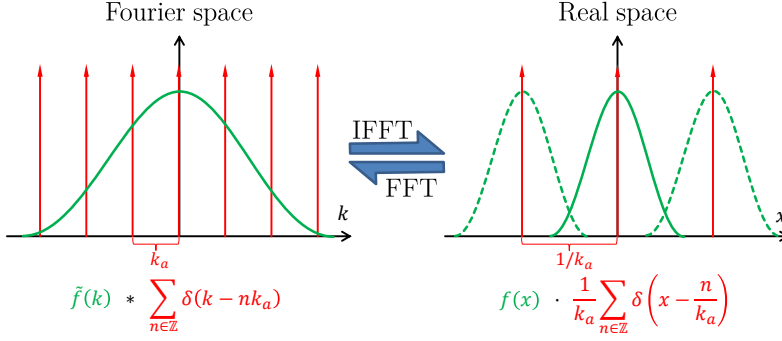 Fourier space
Real space
IFFT
FFT
k
x
k_a
1/k_a
f̃(k) * ∑_{n∈ℤ} δ(k − nk_a)
f(x) · 1/k_a ∑_{n∈ℤ} δ(x − n/k_a)